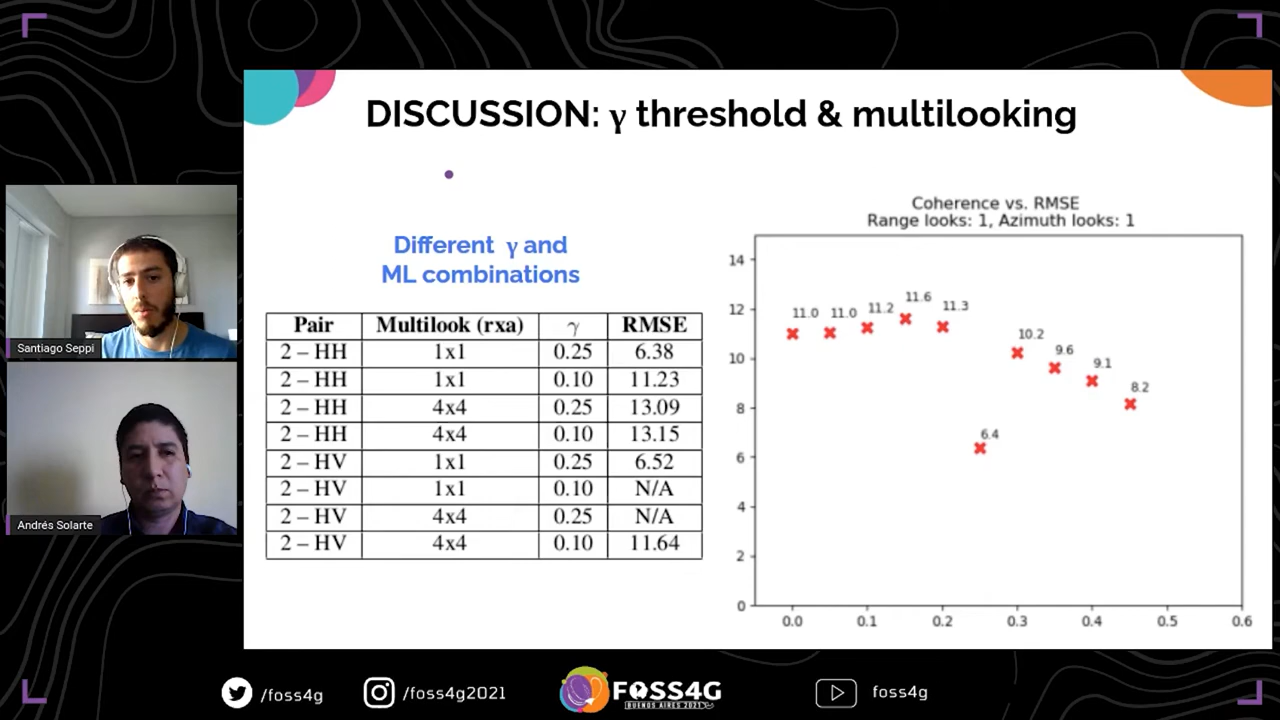 DISCUSSION: γ threshold & multilooking
Different γ and
ML combinations
Pair Multilook (rxa) γ RMSE
2 – HH 1x1 0.25 6.38
2 – HH 1x1 0.10 11.23
2 – HH 4x4 0.25 13.09
2 – HH 4x4 0.10 13.15
2 – HV 1x1 0.25 6.52
2 – HV 1x1 0.10 N/A
2 – HV 4x4 0.25 N/A
2 – HV 4x4 0.10 11.64
Coherence vs. RMSE
Range looks: 1, Azimuth looks: 1
14
12
10
8
6
4
2
0
11.0 11.0 11.2 11.6 11.3
10.2
9.6
9.1
8.2
6.4
0.0 0.1 0.2 0.3 0.4 0.5 0.6
Santiago Seppi
Andrés Solarte
/foss4g
/foss4g2021
FOSS4G
BUENOS AIRES 2021
foss4g